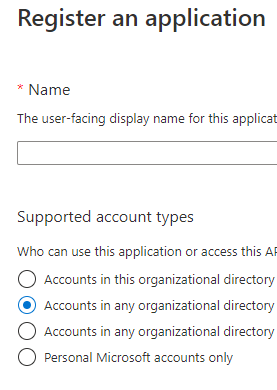 Register an application
* Name
The user-facing display name for this applicat
Supported account types
Who can use this application or access this AP
Accounts in this organizational directory
Accounts in any organizational directory
Accounts in any organizational directory
Personal Microsoft accounts only